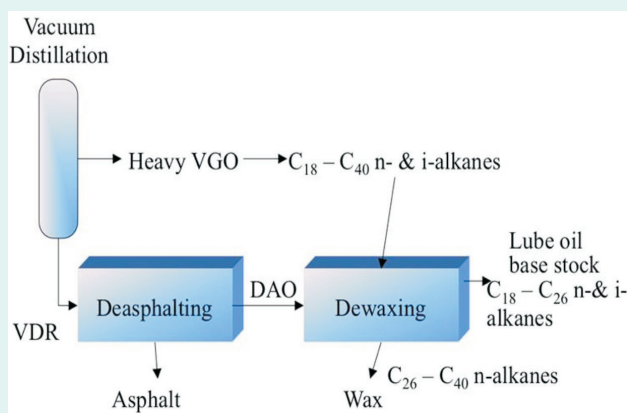 Vacuum
Distillation
Heavy VGO
C₁₈ – C₄₀ n- & i-alkanes
Lube oil
base stock
C₁₈ – C₂₆ n-& i-
alkanes
Deasphalting
DAO
Dewaxing
VDR
C₂₆ – C₄₀ n-alkanes
Asphalt
Wax